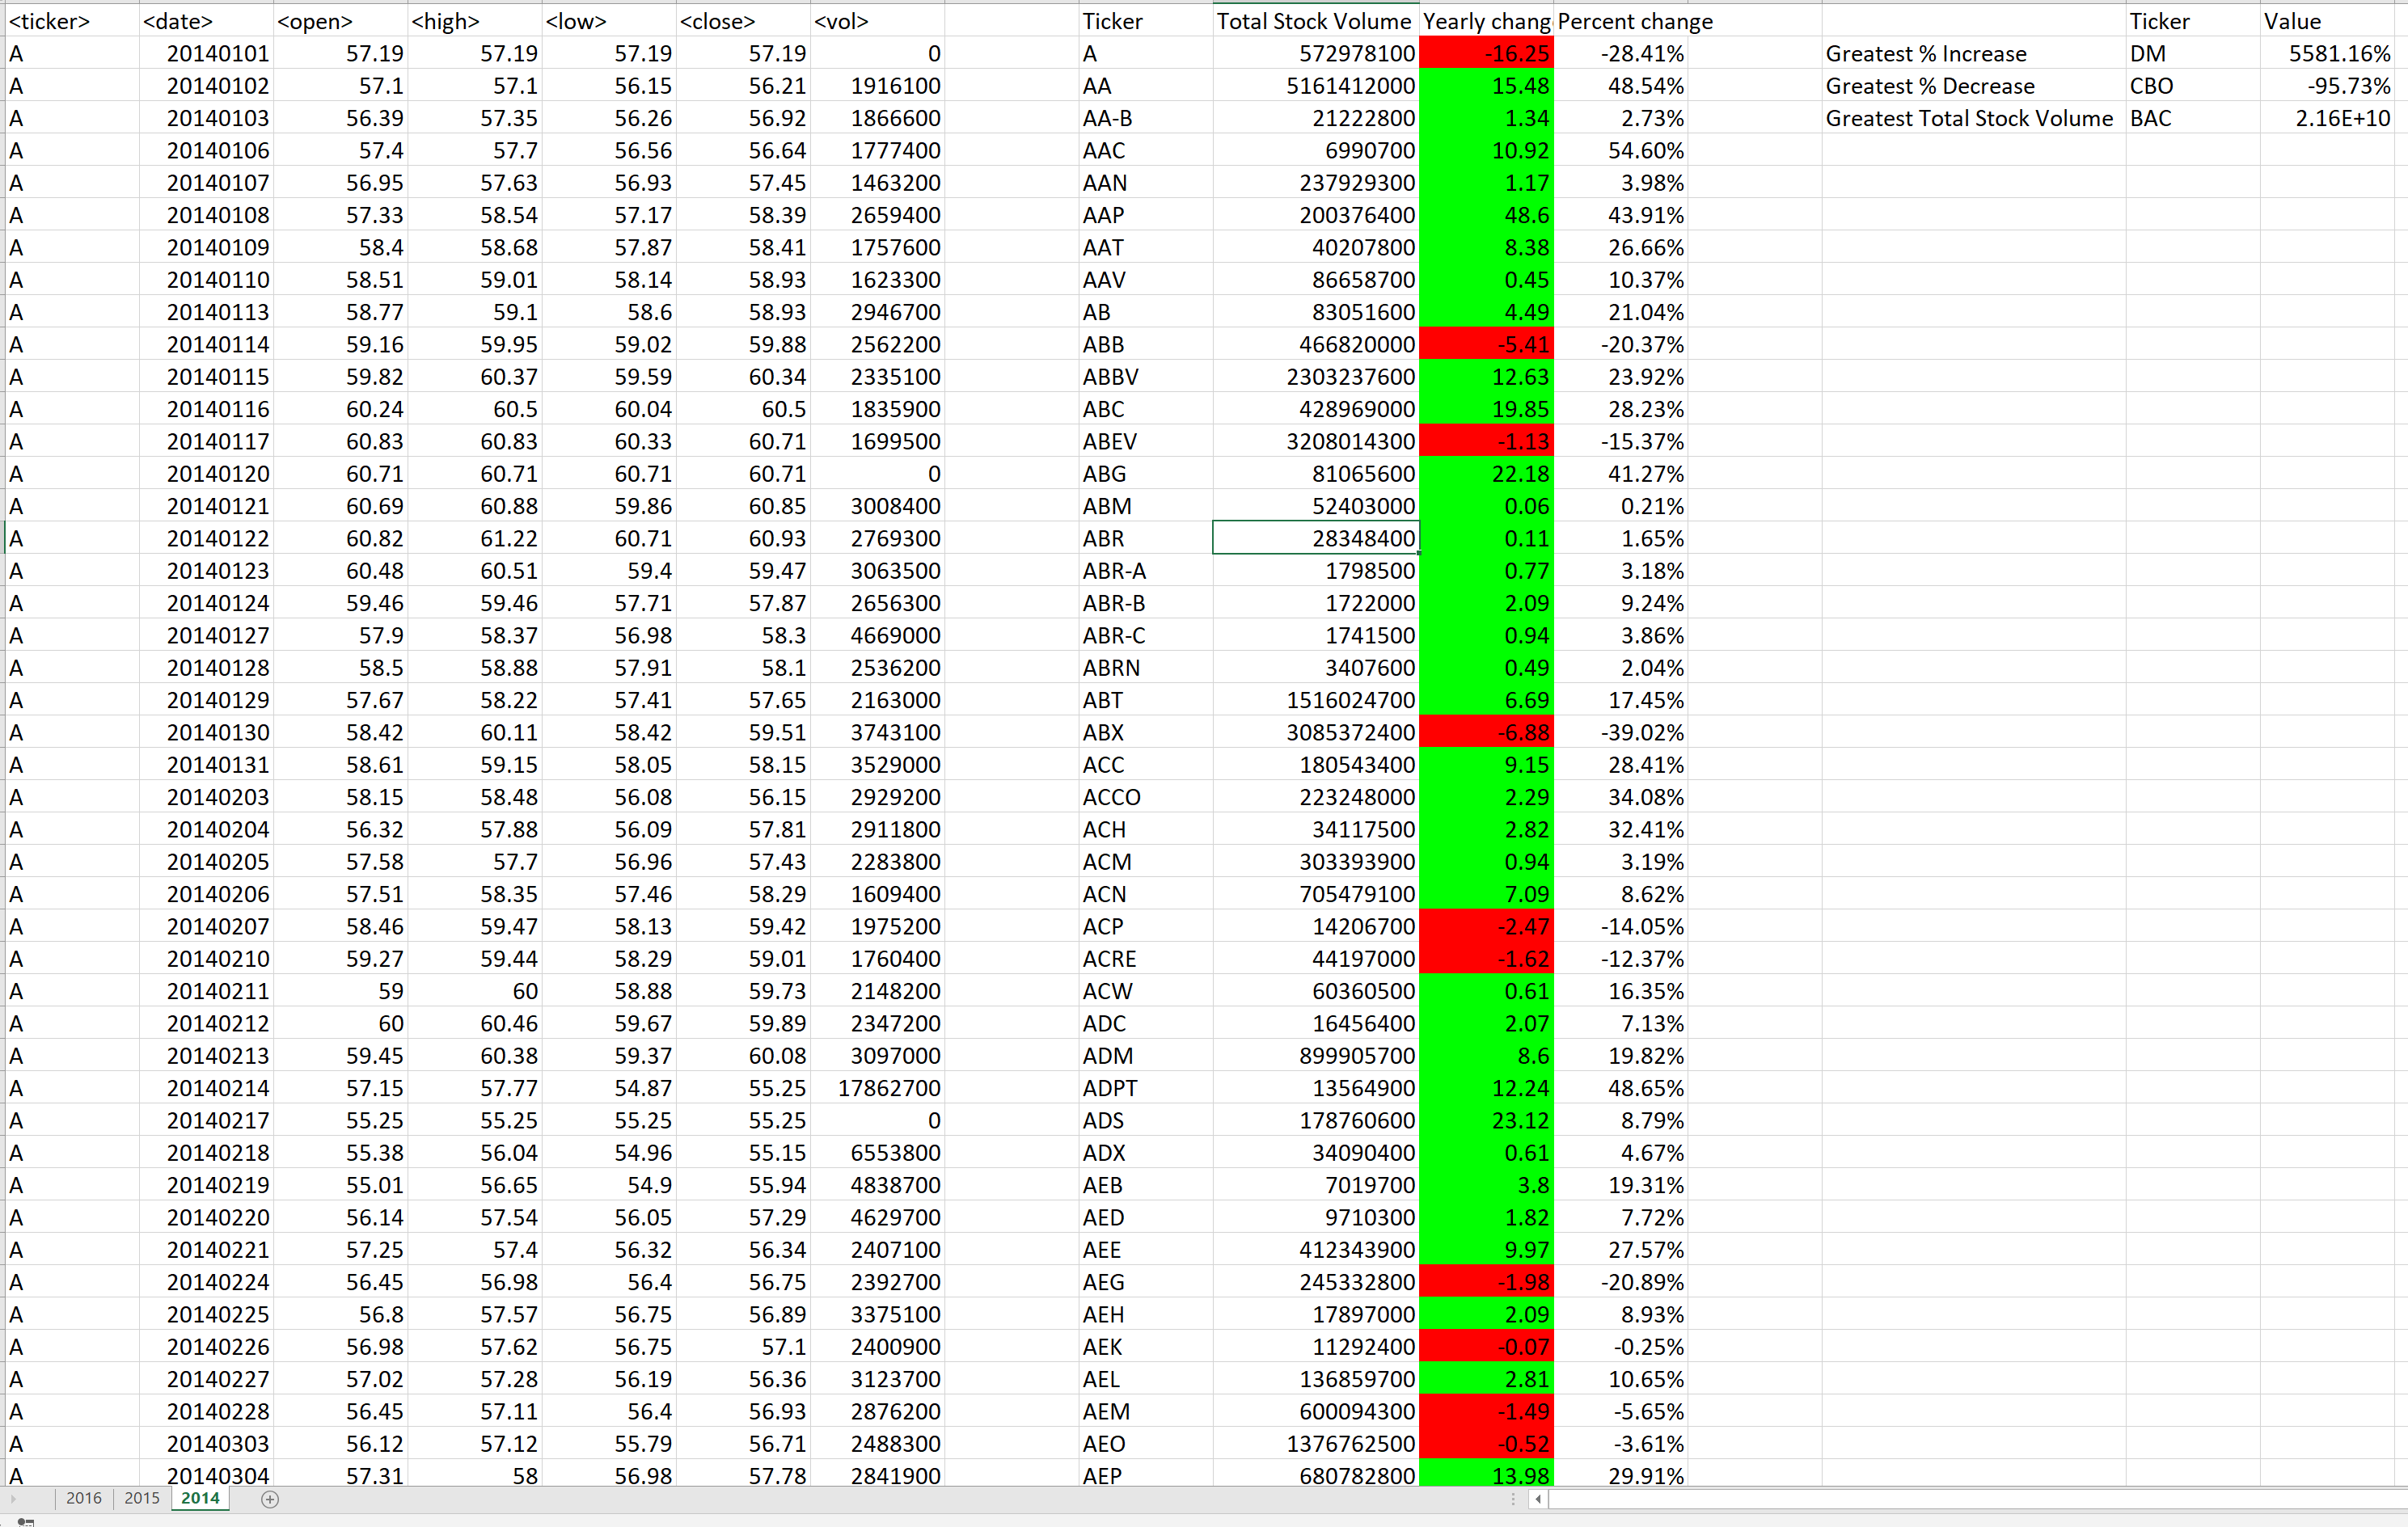 <ticker> <date> <open> <high> <low> <close> <vol> Ticker Total Stock Volume Yearly chang Percent change Ticker Value
A 20140101 57.19 57.19 57.19 57.19 0 A 572978100 -16.25 -28.41% Greatest % Increase DM 5581.16%
A 20140102 57.1 57.1 56.15 56.21 1916100 AA 5161412000 15.48 48.54% Greatest % Decrease CBO -95.73%
A 20140103 56.39 57.35 56.26 56.92 1866600 AA-B 21222800 1.34 2.73% Greatest Total Stock Volume BAC 2.16E+10
A 20140106 57.4 57.7 56.56 56.64 1777400 AAC 6990700 10.92 54.60%
A 20140107 56.95 57.63 56.93 57.45 1463200 AAN 237929300 1.17 3.98%
A 20140108 57.33 58.54 57.17 58.39 2659400 AAP 200376400 48.6 43.91%
A 20140109 58.4 58.68 57.87 58.41 1757600 AAT 40207800 8.38 26.66%
A 20140110 58.51 59.01 58.14 58.93 1623300 AAV 86658700 0.45 10.37%
A 20140113 58.77 59.1 58.6 58.93 2946700 AB 83051600 4.49 21.04%
A 20140114 59.16 59.95 59.02 59.88 2562200 ABB 466820000 -5.41 -20.37%
A 20140115 59.82 60.37 59.59 60.34 2335100 ABBV 2303237600 12.63 23.92%
A 20140116 60.24 60.5 60.04 60.5 1835900 ABC 428969000 19.85 28.23%
A 20140117 60.83 60.83 60.33 60.71 1699500 ABEV 3208014300 -1.13 -15.37%
A 20140120 60.71 60.71 60.71 60.71 0 ABG 81065600 22.18 41.27%
A 20140121 60.69 60.88 59.86 60.85 3008400 ABM 52403000 0.06 0.21%
A 20140122 60.82 61.22 60.71 60.93 2769300 ABR 28348400 0.11 1.65%
A 20140123 60.48 60.51 59.4 59.47 3063500 ABR-A 1798500 0.77 3.18%
A 20140124 59.46 59.46 57.71 57.87 2656300 ABR-B 1722000 2.09 9.24%
A 20140127 57.9 58.37 56.98 58.3 4669000 ABR-C 1741500 0.94 3.86%
A 20140128 58.5 58.88 57.91 58.1 2536200 ABRN 3407600 0.49 2.04%
A 20140129 57.67 58.22 57.41 57.65 2163000 ABT 1516024700 6.69 17.45%
A 20140130 58.42 60.11 58.42 59.51 3743100 ABX 3085372400 -6.88 -39.02%
A 20140131 58.61 59.15 58.05 58.15 3529000 ACC 180543400 9.15 28.41%
A 20140203 58.15 58.48 56.08 56.15 2929200 ACCO 223248000 2.29 34.08%
A 20140204 56.32 57.88 56.09 57.81 2911800 ACH 34117500 2.82 32.41%
A 20140205 57.58 57.7 56.96 57.43 2283800 ACM 303393900 0.94 3.19%
A 20140206 57.51 58.35 57.46 58.29 1609400 ACN 705479100 7.09 8.62%
A 20140207 58.46 59.47 58.13 59.42 1975200 ACP 14206700 -2.47 -14.05%
A 20140210 59.27 59.44 58.29 59.01 1760400 ACRE 44197000 -1.62 -12.37%
A 20140211 59 60 58.88 59.73 2148200 ACW 60360500 0.61 16.35%
A 20140212 60 60.46 59.67 59.89 2347200 ADC 16456400 2.07 7.13%
A 20140213 59.45 60.38 59.37 60.08 3097000 ADM 899905700 8.6 19.82%
A 20140214 57.15 57.77 54.87 55.25 17862700 ADPT 13564900 12.24 48.65%
A 20140217 55.25 55.25 55.25 55.25 0 ADS 178760600 23.12 8.79%
A 20140218 55.38 56.04 54.96 55.15 6553800 ADX 34090400 0.61 4.67%
A 20140219 55.01 56.65 54.9 55.94 4838700 AEB 7019700 3.8 19.31%
A 20140220 56.14 57.54 56.05 57.29 4629700 AED 9710300 1.82 7.72%
A 20140221 57.25 57.4 56.32 56.34 2407100 AEE 412343900 9.97 27.57%
A 20140224 56.45 56.98 56.4 56.75 2392700 AEG 245332800 -1.98 -20.89%
A 20140225 56.8 57.57 56.75 56.89 3375100 AEH 17897000 2.09 8.93%
A 20140226 56.98 57.62 56.75 57.1 2400900 AEK 11292400 -0.07 -0.25%
A 20140227 57.02 57.28 56.19 56.36 3123700 AEL 136859700 2.81 10.65%
A 20140228 56.45 57.11 56.4 56.93 2876200 AEM 600094300 -1.49 -5.65%
A 20140303 56.12 57.12 55.79 56.71 2488300 AEO 1376762500 -0.52 -3.61%
A 20140304 57.31 58 56.98 57.78 2841900 AEP 680782800 13.98 29.91%
2016 2015 2014